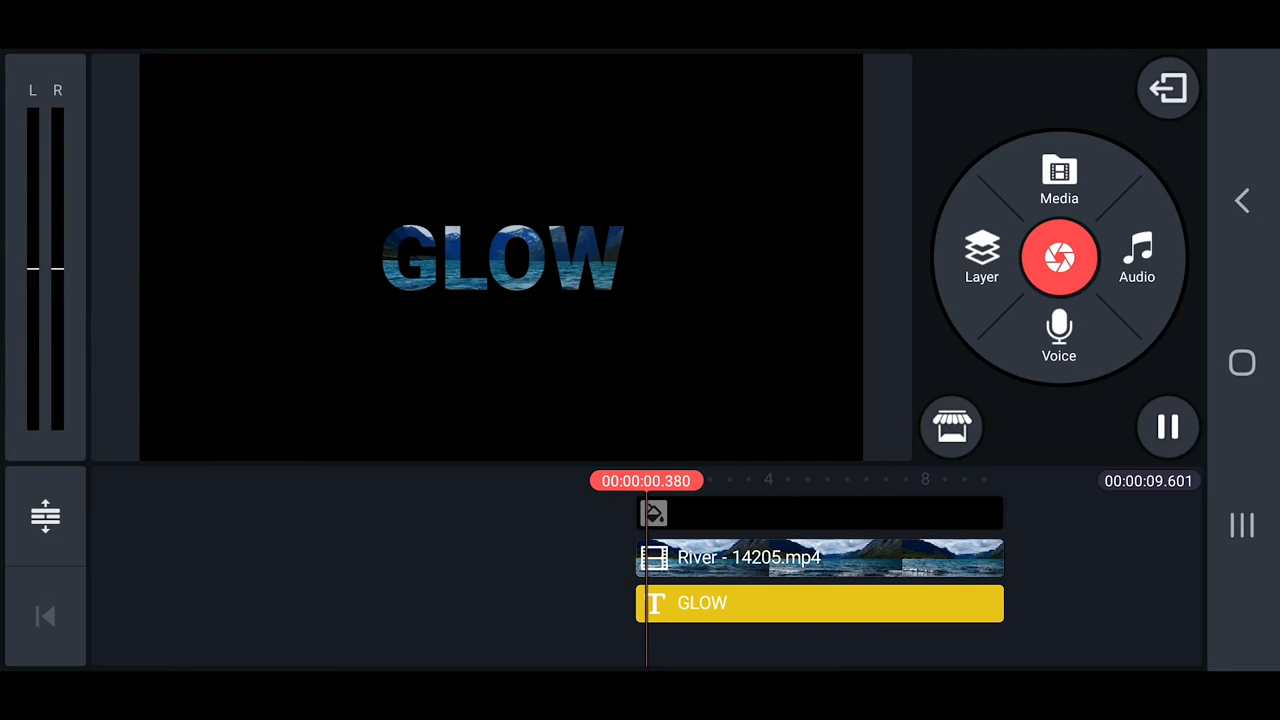 L R
GLOW
Media
Layer
Audio
Voice
00:00:00.380
4
8
00:00:09.601
River - 14205.mp4
T GLOW